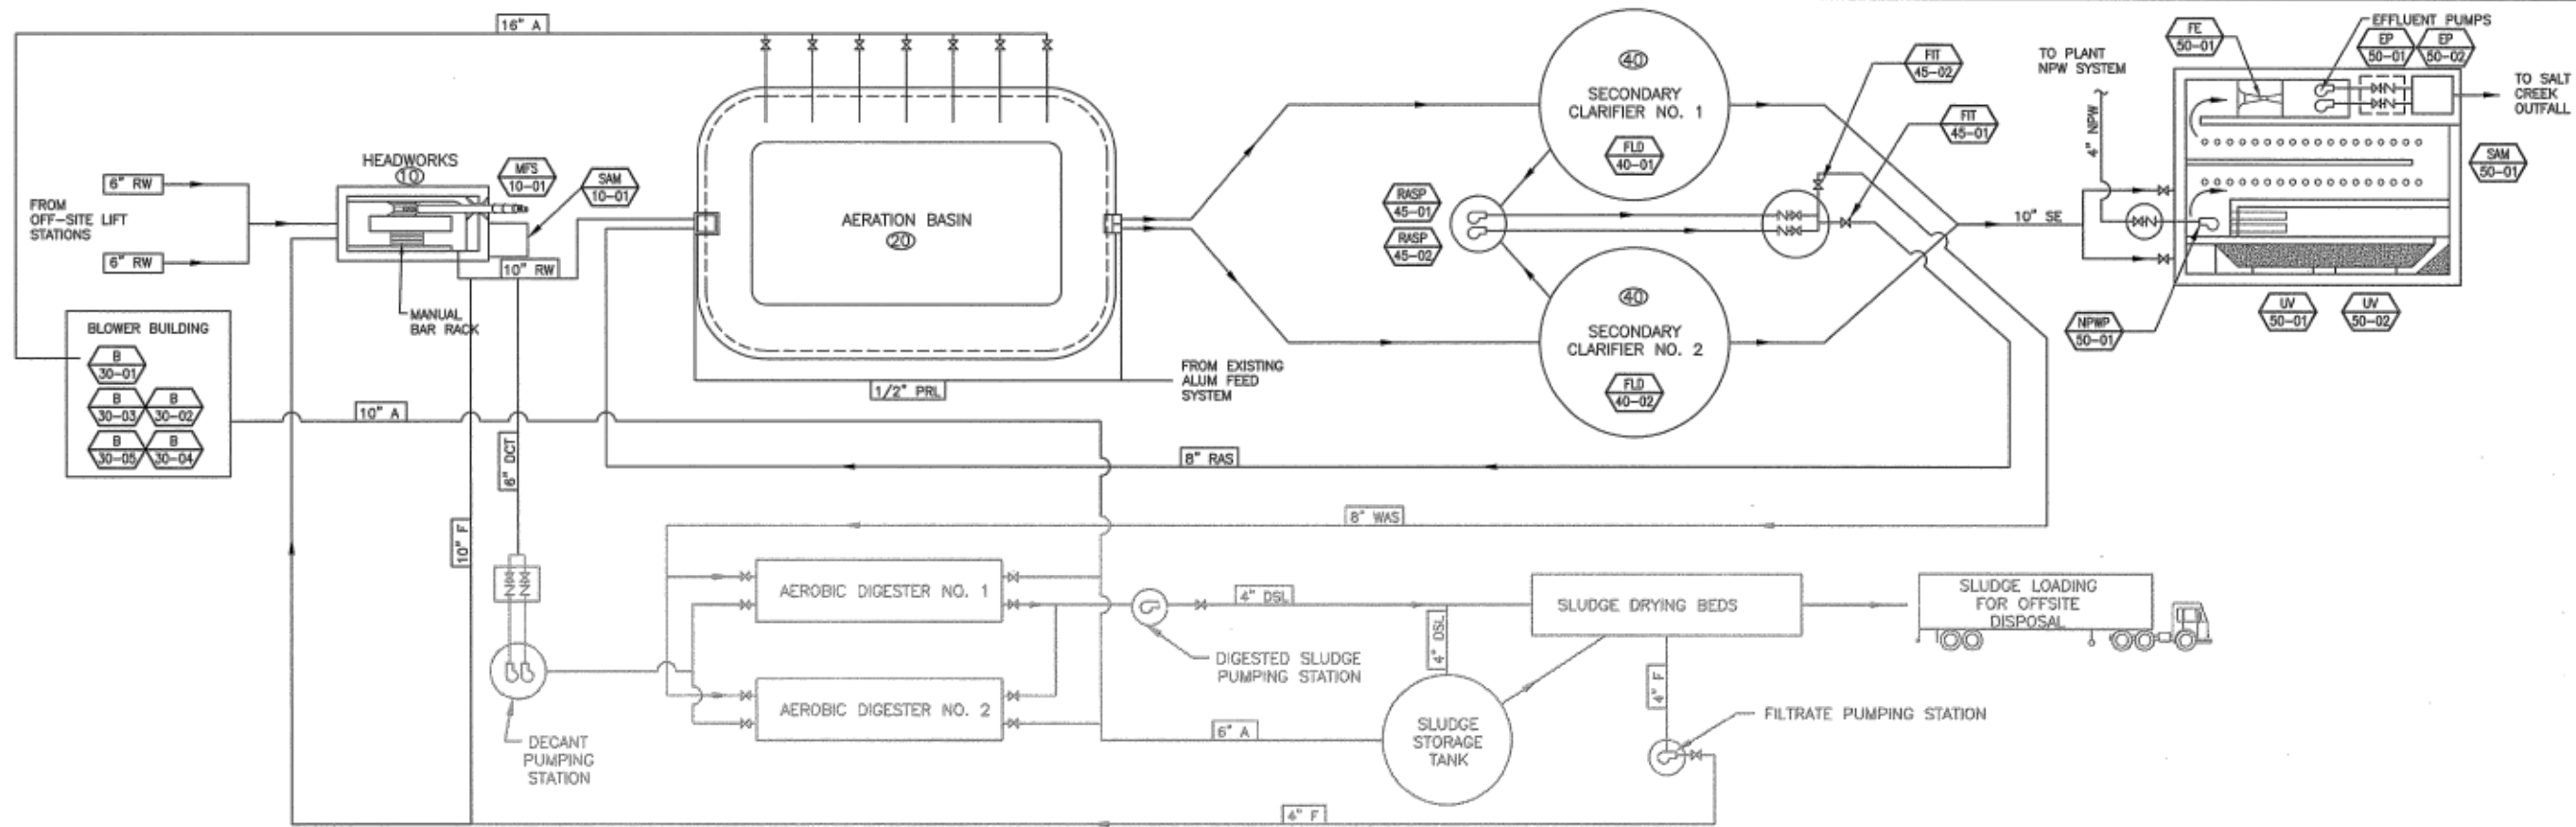 16" A
HEADWORKS
10
MFS
10-01
SAM
10-01
6" RW
FROM
OFF-SITE LIFT
STATIONS
6" RW
10" RW
MANUAL
BAR RACK
BLOWER BUILDING
B
30-01
B
30-03
B
30-02
B
30-05
B
30-04
AERATION BASIN
20
1/2" PRL
FROM EXISTING
ALUM FEED
SYSTEM
40
SECONDARY
CLARIFIER NO. 1
FLD
40-01
RASP
45-01
RASP
45-02
40
SECONDARY
CLARIFIER NO. 2
FLD
40-02
FIT
45-02
FIT
45-01
10" SE
TO PLANT
NPW SYSTEM
4" NPW
FE
50-01
EFFLUENT PUMPS
EP
50-01
EP
50-02
TO SALT
CREEK
OUTFALL
SAM
50-01
NPWP
50-01
UV
50-01
UV
50-02
10" A
6" DCT
10" F
8" RAS
8" WAS
AEROBIC DIGESTER NO. 1
AEROBIC DIGESTER NO. 2
DECANT
PUMPING
STATION
4" DSL
4" DSL
DIGESTED SLUDGE
PUMPING STATION
6" A
SLUDGE
STORAGE
TANK
SLUDGE DRYING BEDS
4" F
FILTRATE PUMPING STATION
SLUDGE LOADING
FOR OFFSITE
DISPOSAL
4" F